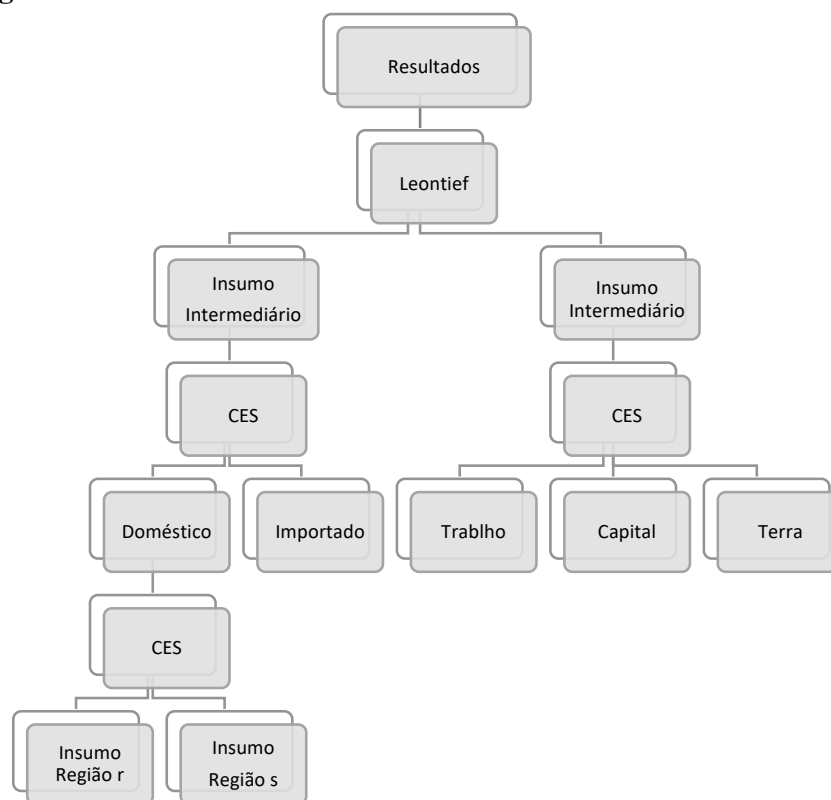 Resultados
Leontief
Insumo
Intermediário
Insumo
Intermediário
CES
CES
Doméstico
Importado
Trablho
Capital
Terra
CES
Insumo
Região r
Insumo
Região s